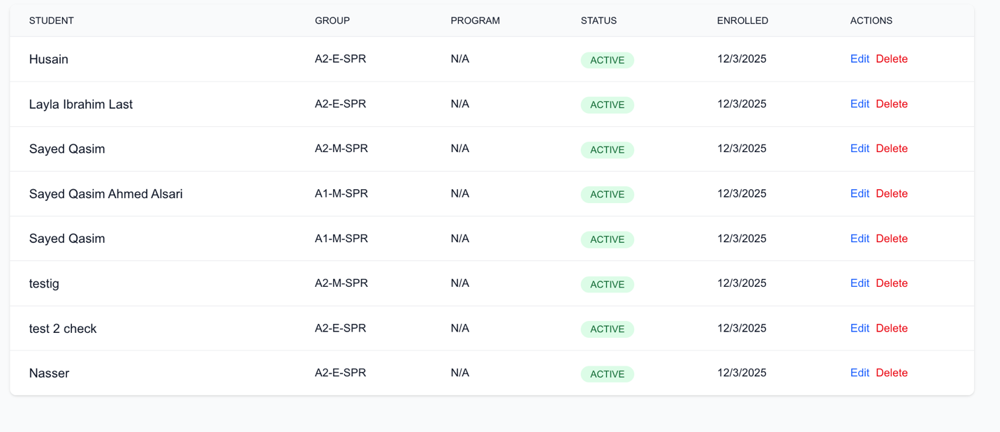 STUDENT GROUP PROGRAM STATUS ENROLLED ACTIONS
Husain A2-E-SPR N/A ACTIVE 12/3/2025 Edit Delete
Layla Ibrahim Last A2-E-SPR N/A ACTIVE 12/3/2025 Edit Delete
Sayed Qasim A2-M-SPR N/A ACTIVE 12/3/2025 Edit Delete
Sayed Qasim Ahmed Alsari A1-M-SPR N/A ACTIVE 12/3/2025 Edit Delete
Sayed Qasim A1-M-SPR N/A ACTIVE 12/3/2025 Edit Delete
testig A2-M-SPR N/A ACTIVE 12/3/2025 Edit Delete
test 2 check A2-E-SPR N/A ACTIVE 12/3/2025 Edit Delete
Nasser A2-E-SPR N/A ACTIVE 12/3/2025 Edit Delete